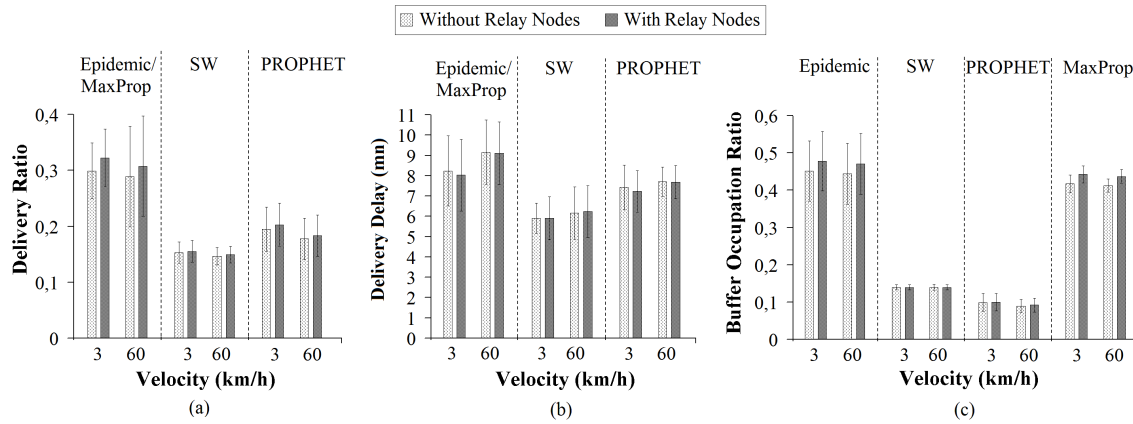 Without Relay Nodes With Relay Nodes
Epidemic/
MaxProp
SW
PROPHET
Delivery Ratio
0,4
0,3
0,2
0,1
0
3 60 3 60 3 60
Velocity (km/h)
(a)
Epidemic/
MaxProp
SW
PROPHET
Delivery Delay (mn)
11
10
9
8
7
6
5
4
3
2
1
0
3 60 3 60 3 60
Velocity (km/h)
(b)
Epidemic SW PROPHET MaxProp
Buffer Occupation Ratio
0,6
0,5
0,4
0,3
0,2
0,1
0
3 60 3 60 3 60 3 60
Velocity (km/h)
(c)